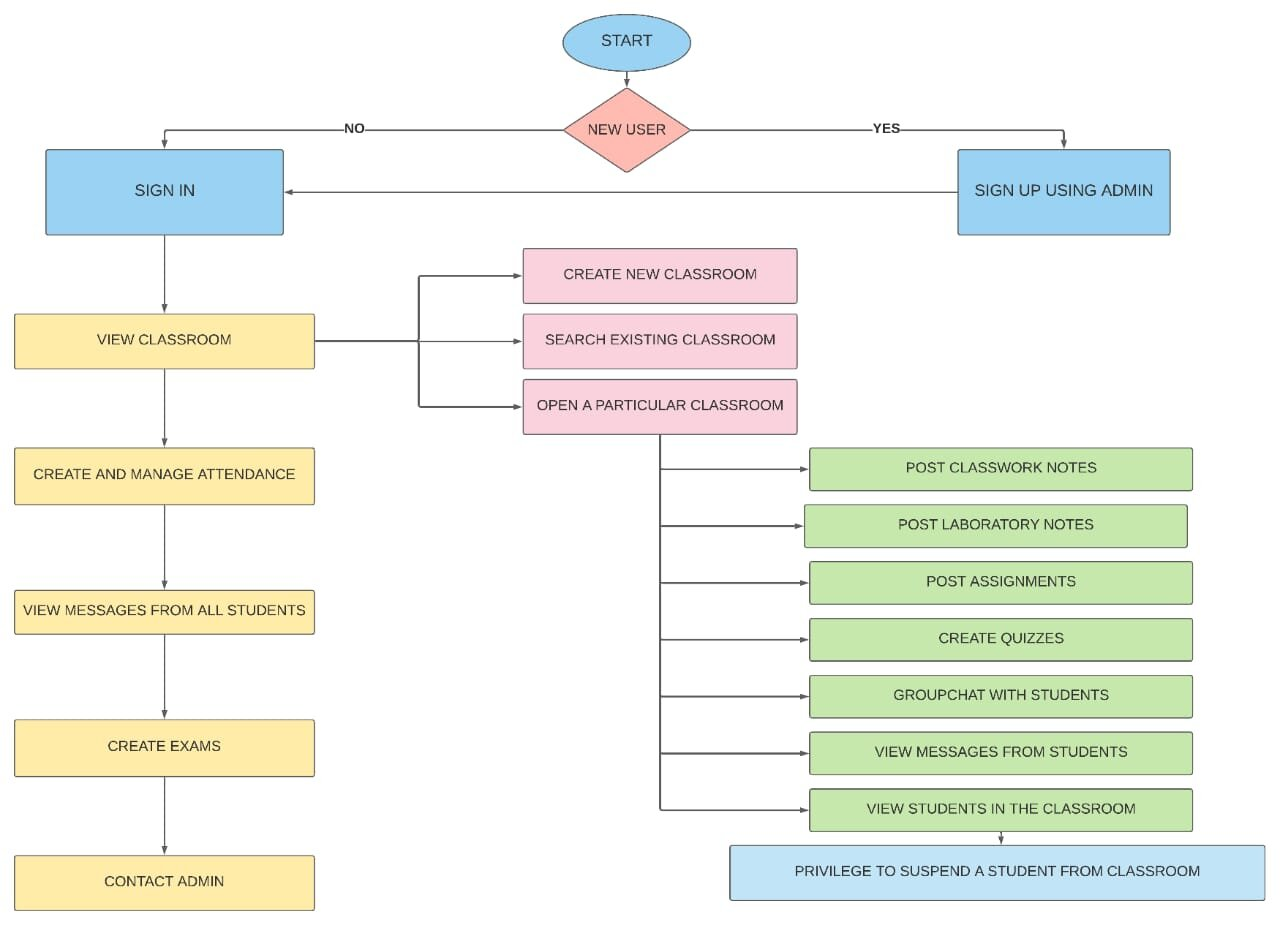 START
NEW USER
NO
YES
SIGN IN
SIGN UP USING ADMIN
CREATE NEW CLASSROOM
VIEW CLASSROOM
SEARCH EXISTING CLASSROOM
OPEN A PARTICULAR CLASSROOM
CREATE AND MANAGE ATTENDANCE
POST CLASSWORK NOTES
POST LABORATORY NOTES
POST ASSIGNMENTS
VIEW MESSAGES FROM ALL STUDENTS
CREATE QUIZZES
GROUPCHAT WITH STUDENTS
CREATE EXAMS
VIEW MESSAGES FROM STUDENTS
VIEW STUDENTS IN THE CLASSROOM
PRIVILEGE TO SUSPEND A STUDENT FROM CLASSROOM
CONTACT ADMIN